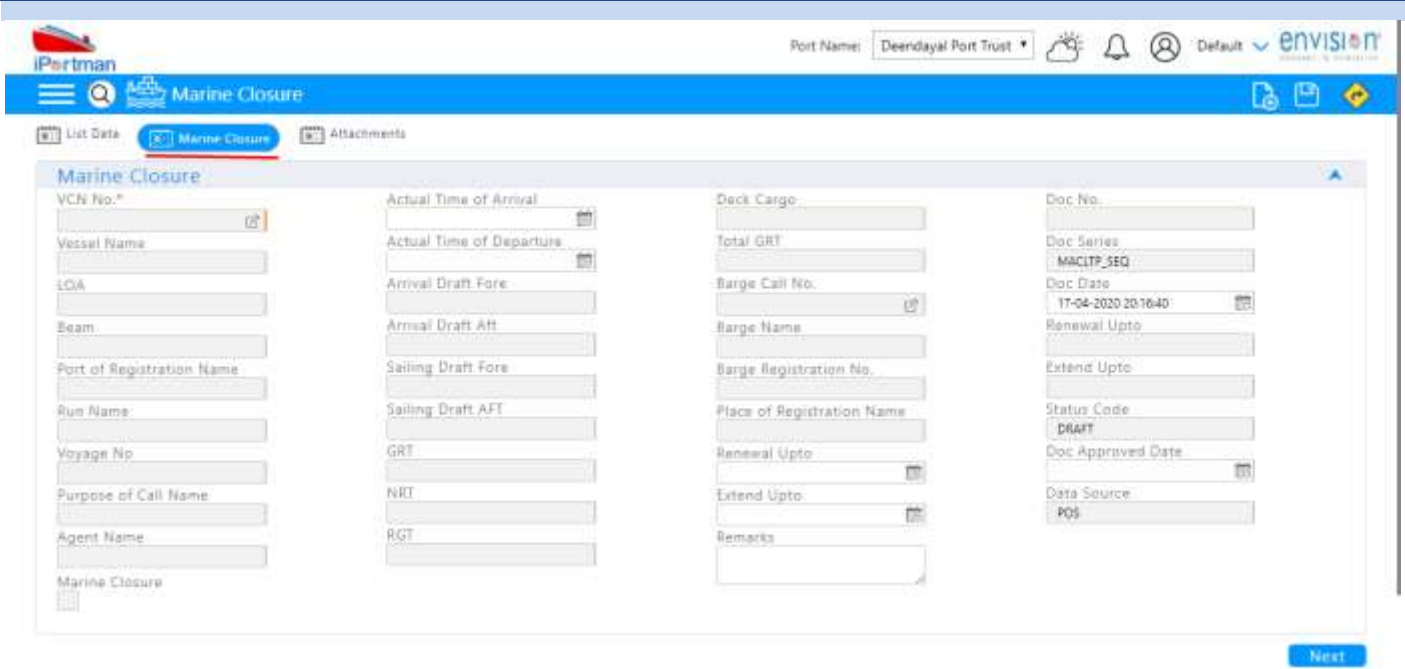 iPortman
Port Name: Deendayal Port Trust Default envision
Marine Closure
List Data Marine Closure Attachments
Marine Closure
VCN No.* Actual Time of Arrival Deck Cargo Doc No.
Vessel Name Actual Time of Departure Total GRT Doc Series
MACLTP_SEQ
LOA Arrival Draft Fore Barge Call No. Doc Date
17-04-2020 20:16:40
Beam Arrival Draft Aft Barge Name Renewal Upto
Port of Registration Name Sailing Draft Fore Barge Registration No. Extend Upto
Run Name Sailing Draft AFT Place of Registration Name Status Code
DRAFT
Voyage No GRT Renewal Upto Doc Approved Date
Purpose of Call Name NRT Extend Upto Data Source
POS
Agent Name RGT Remarks
Marine Closure
Next